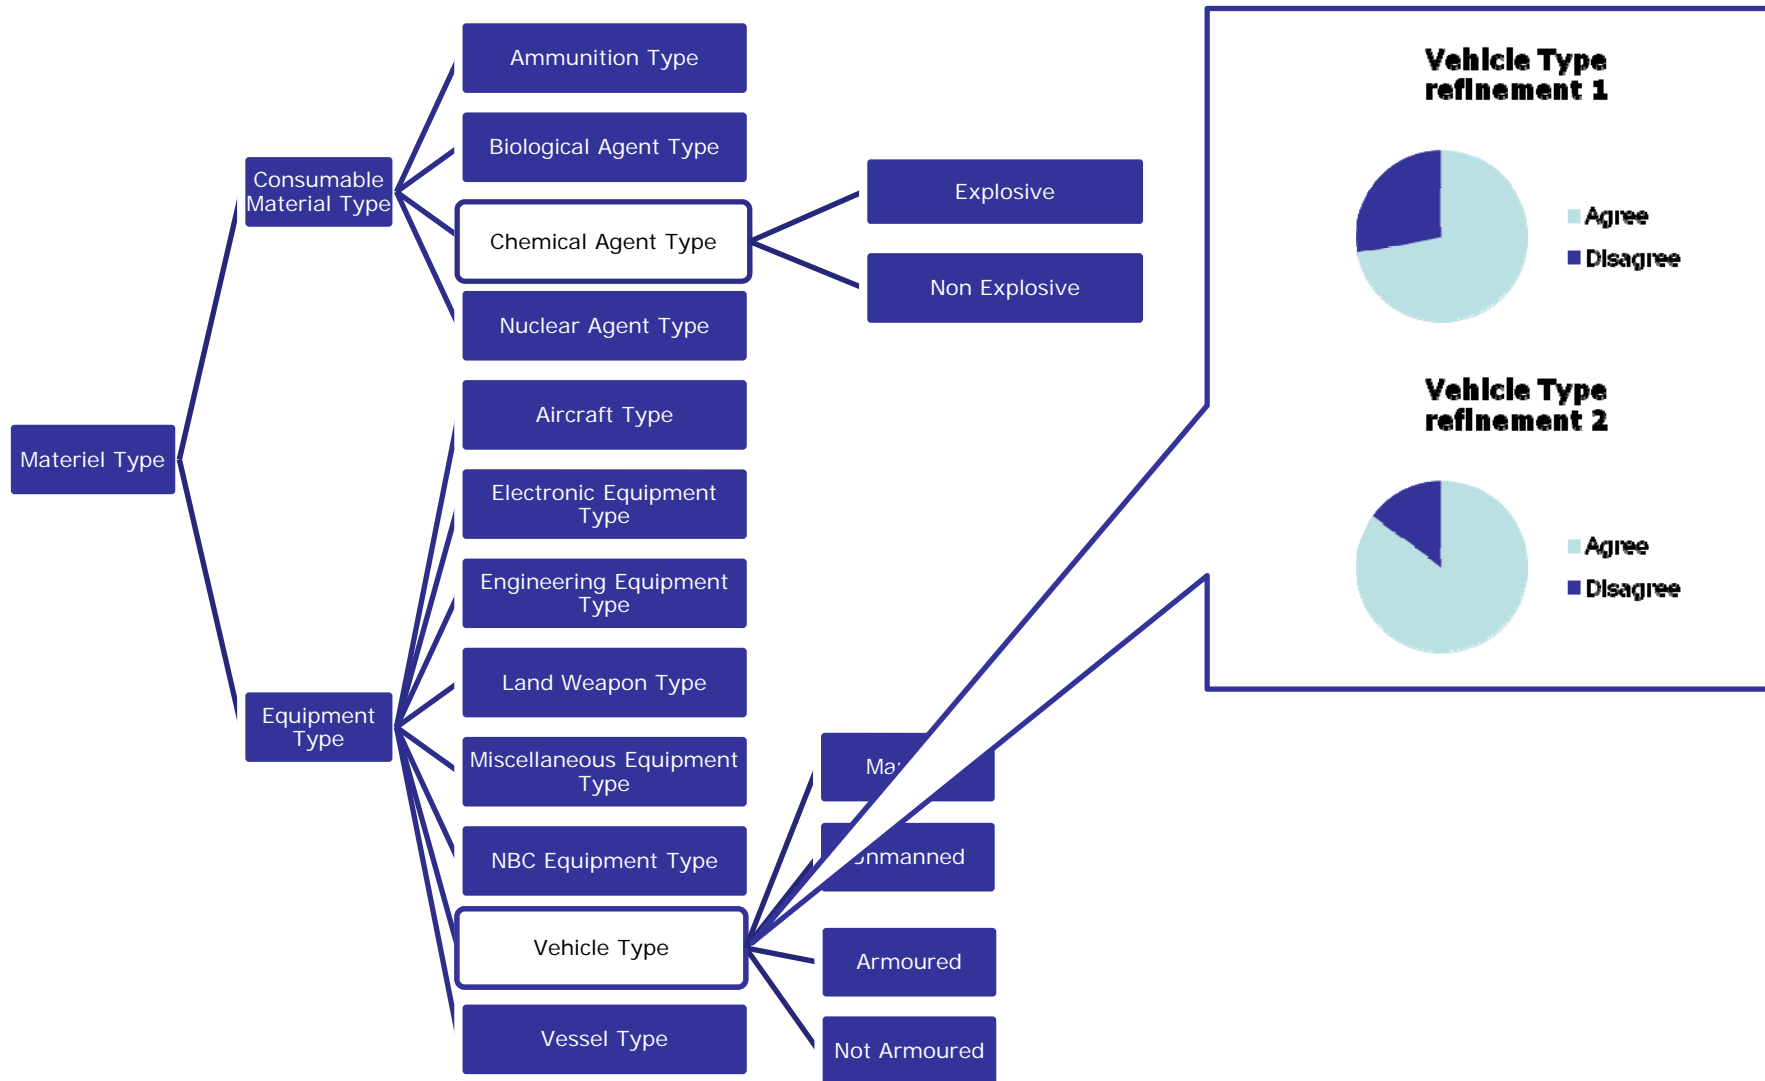 Materiel Type
Consumable
Material Type
Equipment
Type
Ammunition Type
Biological Agent Type
Chemical Agent Type
Nuclear Agent Type
Aircraft Type
Electronic Equipment
Type
Engineering Equipment
Type
Land Weapon Type
Miscellaneous Equipment
Type
NBC Equipment Type
Vehicle Type
Vessel Type
Explosive
Non Explosive
Unmanned
Armoured
Not Armoured
Vehicle Type
refinement 1
Agree
Disagree
Vehicle Type
refinement 2
Agree
Disagree